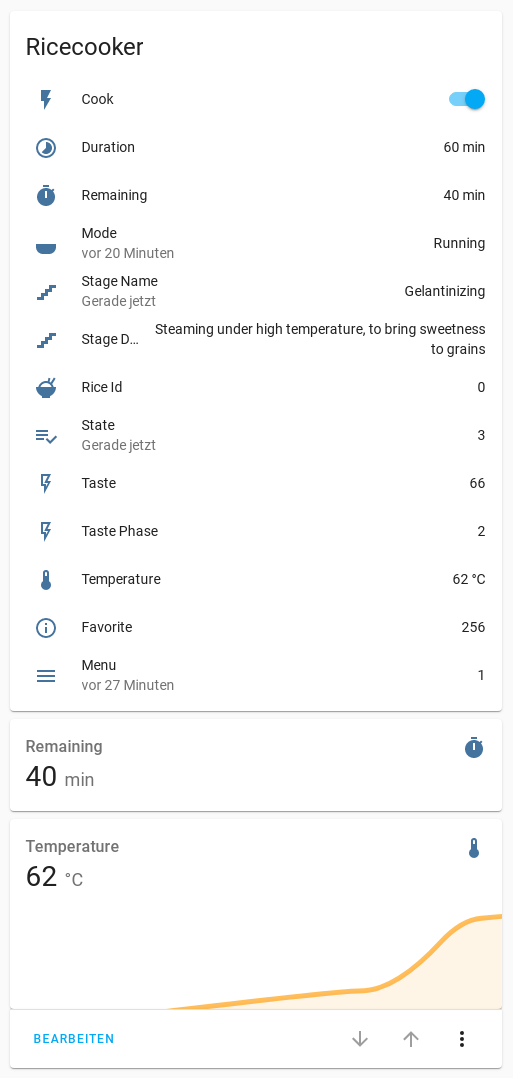 Ricecooker
Cook
Duration 60 min
Remaining 40 min
Mode
vor 20 Minuten
Running
Stage Name
Gerade jetzt
Gelantinizing
Stage D...
Steaming under high temperature, to bring sweetness
to grains
Rice Id 0
State
Gerade jetzt
3
Taste 66
Taste Phase 2
Temperature 62 °C
Favorite 256
Menu
vor 27 Minuten
1
Remaining
40 min
Temperature
62 °C
BEARBEITEN